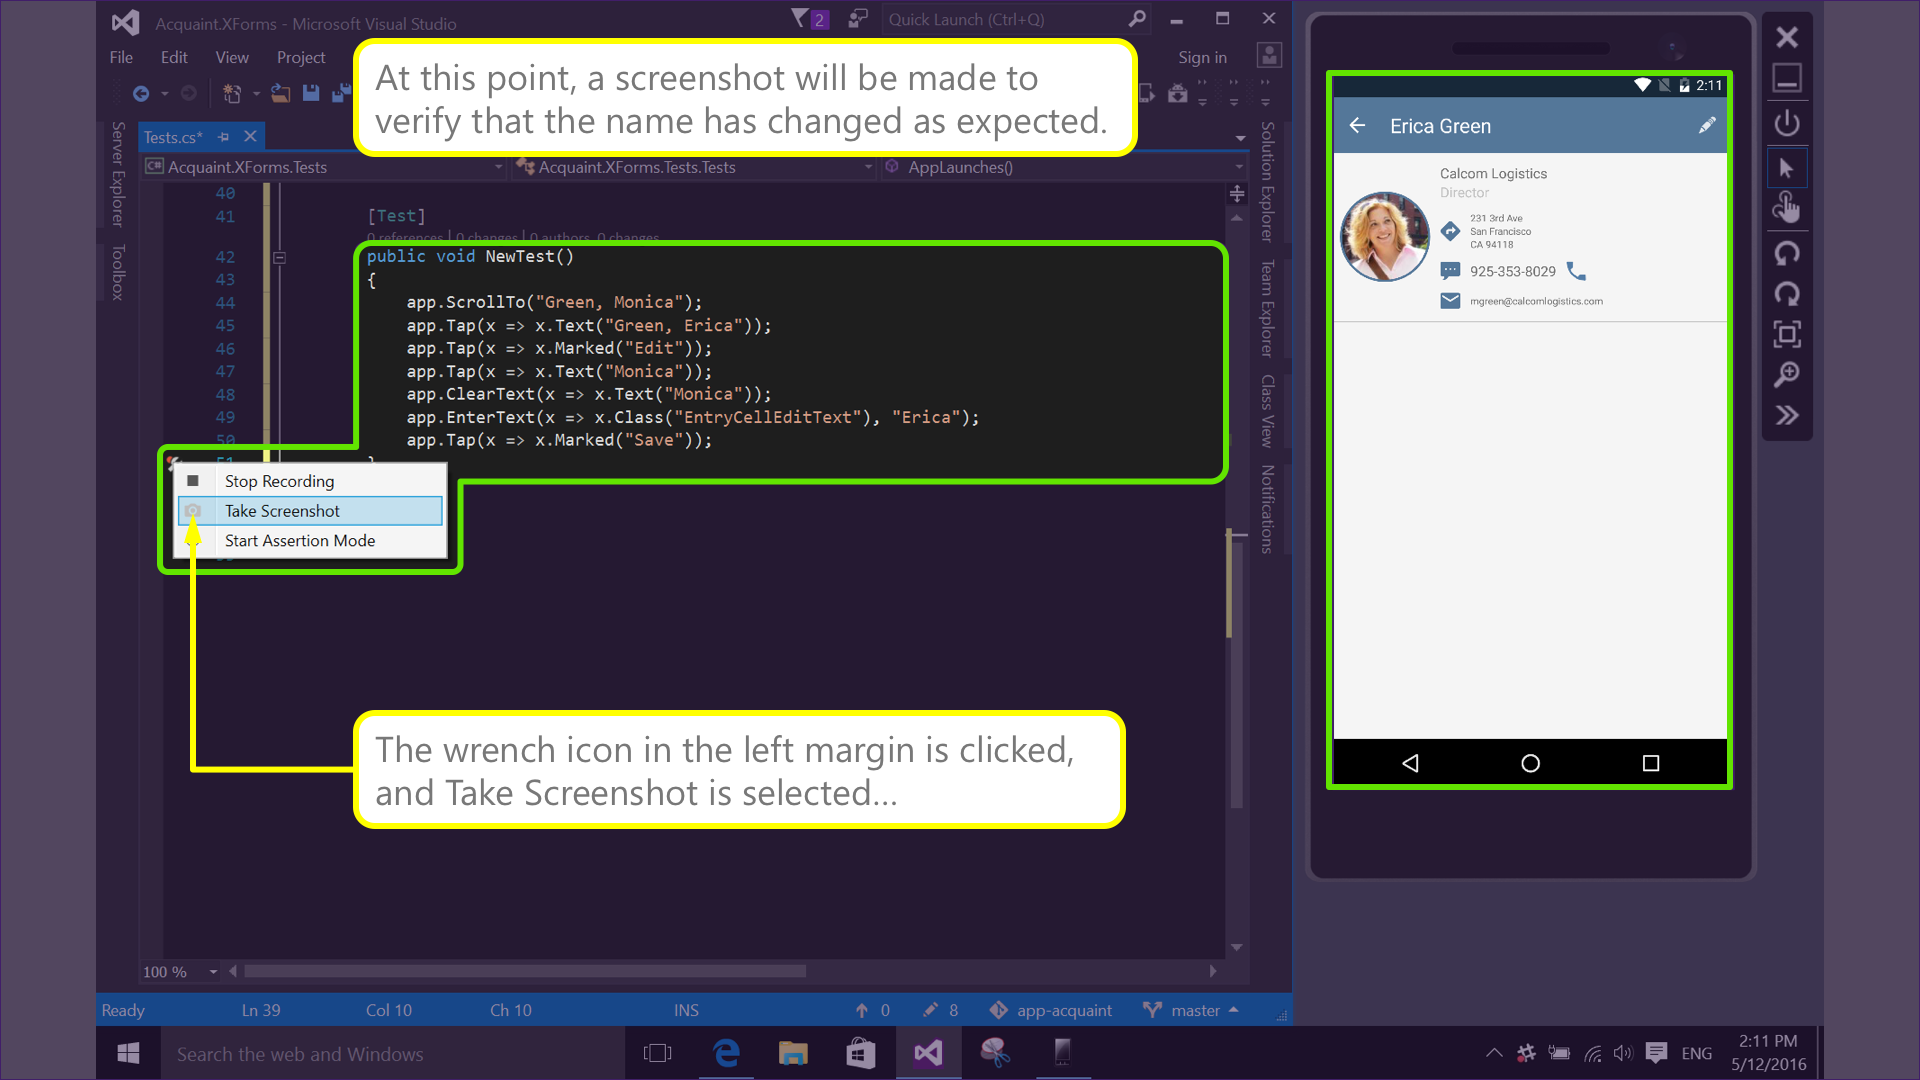 Acquaint.XForms - Microsoft Visual Studio
2
Quick Launch (Ctrl+Q)
File Edit View Project
Sign in
At this point, a screenshot will be made to
verify that the name has changed as expected.
Server Explorer
Toolbox
Tests.cs*
Acquaint.XForms.Tests
Acquaint.XForms.Tests.Tests
AppLaunches()
40
41 [Test]
0 references | 0 changes | 0 authors, 0 changes
42 public void NewTest()
43 {
44 app.ScrollTo("Green, Monica");
45 app.Tap(x => x.Text("Green, Erica"));
46 app.Tap(x => x.Marked("Edit"));
47 app.Tap(x => x.Text("Monica"));
48 app.ClearText(x => x.Text("Monica"));
49 app.EnterText(x => x.Class("EntryCellEditText"), "Erica");
50 app.Tap(x => x.Marked("Save"));
51 }
Stop Recording
Take Screenshot
Start Assertion Mode
The wrench icon in the left margin is clicked,
and Take Screenshot is selected...
Solution Explorer
Team Explorer
Class View
Notifications
100 %
Ready Ln 39 Col 10 Ch 10 INS 0 8 app-acquaint master
Search the web and Windows
2:11
Erica Green
Calcom Logistics
Director
231 3rd Ave
San Francisco
CA 94118
925-353-8029
mgreen@calcomlogistics.com
ENG
2:11 PM
5/12/2016